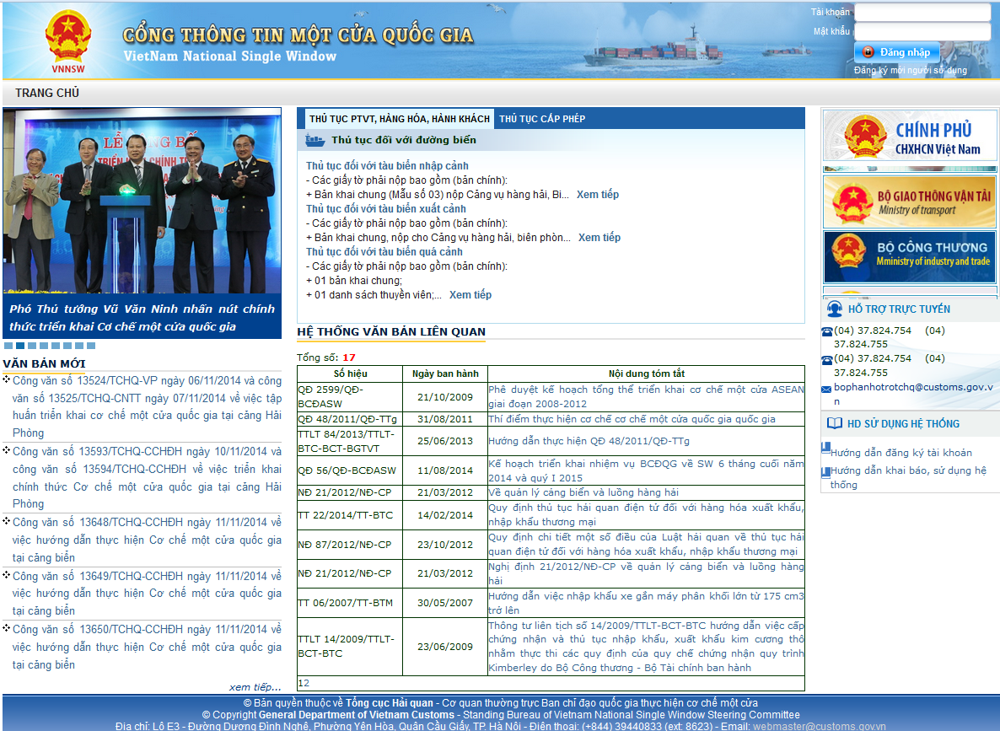 Tài khoản
CỔNG THÔNG TIN MỘT CỬA QUỐC GIA
Mật khẩu
VietNam National Single Window
Đăng nhập
VNNSW
Đăng ký mới người sử dụng
TRANG CHỦ
LỄ
BỐ
TRIỂN
CHÍNH
Phó Thủ tướng Vũ Văn Ninh nhấn nút chính
thức triển khai Cơ chế một cửa quốc gia
VĂN BẢN MỚI
Công văn số 13524/TCHQ-VP ngày 06/11/2014 và công
văn số 13525/TCHQ-CNTT ngày 07/11/2014 về việc tập
huấn triển khai cơ chế một cửa quốc gia tại cảng Hải
Phòng
Công văn số 13593/TCHQ-CCHĐH ngày 10/11/2014 và
công văn số 13594/TCHQ-CCHĐH về việc triển khai
chính thức Cơ chế một cửa quốc gia tại cảng Hải
Phòng
Công văn số 13648/TCHQ-CCHĐH ngày 11/11/2014 về
việc hướng dẫn thực hiện Cơ chế một cửa quốc gia
tại cảng biển
Công văn số 13649/TCHQ-CCHĐH ngày 11/11/2014 về
việc hướng dẫn thực hiện Cơ chế một cửa quốc gia
tại cảng biển
Công văn số 13650/TCHQ-CCHĐH ngày 11/11/2014 về
việc hướng dẫn thực hiện Cơ chế một cửa quốc gia
tại cảng biển
xem tiếp...
THỦ TỤC PTVT, HÀNG HÓA, HÀNH KHÁCH THỦ TỤC CẤP PHÉP
Thủ tục đối với đường biển
Thủ tục đối với tàu biển nhập cảnh
- Các giấy tờ phải nộp bao gồm (bản chính):
+ Bản khai chung (Mẫu số 03) nộp Cảng vụ hàng hải, Bi... Xem tiếp
Thủ tục đối với tàu biển xuất cảnh
- Các giấy tờ phải nộp bao gồm (bản chính):
+ Bản khai chung, nộp cho Cảng vụ hàng hải, biên phòn... Xem tiếp
Thủ tục đối với tàu biển quá cảnh
- Các giấy tờ phải nộp bao gồm (bản chính):
+ 01 bản khai chung;
+ 01 danh sách thuyền viên;... Xem tiếp
HỆ THỐNG VĂN BẢN LIÊN QUAN
Tổng số: 17
Số hiệu Ngày ban hành Nội dung tóm tắt
QĐ 2599/QĐ-
BCĐASW
21/10/2009
Phê duyệt kế hoạch tổng thể triển khai cơ chế một cửa ASEAN
giai đoạn 2008-2012
QĐ 48/2011/QĐ-TTg 31/08/2011 Thí điểm thực hiện cơ chế cơ chế một cửa quốc gia quốc gia
TTLT 84/2013/TTLT-
BTC-BCT-BGTVT
25/06/2013 Hướng dẫn thực hiện QĐ 48/2011/QĐ-TTg
QĐ 56/QĐ-BCĐASW 11/08/2014
Kế hoạch triển khai nhiệm vụ BCĐQG về SW 6 tháng cuối năm
2014 và quý I 2015
NĐ 21/2012/NĐ-CP 21/03/2012 Về quản lý cảng biển và luồng hàng hải
TT 22/2014/TT-BTC 14/02/2014
Quy định thủ tục hải quan điện tử đối với hàng hóa xuất khẩu,
nhập khẩu thương mại
NĐ 87/2012/NĐ-CP 23/10/2012
Quy định chi tiết một số điều của Luật hải quan về thủ tục hải
quan điện tử đối với hàng hóa xuất khẩu, nhập khẩu thương mại
NĐ 21/2012/NĐ-CP 21/03/2012
Nghị định 21/2012/NĐ-CP về quản lý cảng biển và luồng hàng
hải
TT 06/2007/TT-BTM 30/05/2007
Hướng dẫn việc nhập khẩu xe gắn máy phân khối lớn từ 175 cm3
trở lên
TTLT 14/2009/TTLT-
BCT-BTC
23/06/2009
Thông tư liên tịch số 14/2009/TTLT-BCT-BTC hướng dẫn việc cấp
chứng nhận và thủ tục nhập khẩu, xuất khẩu kim cương thô
nhằm thực thi các quy định của quy chế chứng nhận quy trình
Kimberley do Bộ Công thương - Bộ Tài chính ban hành
12
CHÍNH PHỦ
CHXHCN Việt Nam
BỘ GIAO THÔNG VẬN TẢI
Ministry of transport
BỘ CÔNG THƯƠNG
Mministry of industry and trade
HỖ TRỢ TRỰC TUYẾN
(04) 37.824.754 (04)
37.824.755
(04) 37.824.754 (04)
37.824.755
bophanhotrotchq@customs.gov.v
n
HD SỬ DỤNG HỆ THỐNG
Hướng dẫn đăng ký tài khoản
Hướng dẫn khai báo, sử dụng hệ
thống
© Bản quyền thuộc về Tổng cục Hải quan - Cơ quan thường trực Ban chỉ đạo quốc gia thực hiện cơ chế một cửa
© Copyright General Department of Vietnam Customs - Standing Bureau of Vietnam National Single Window Steering Committee
Địa chỉ: Lô E3 - Đường Dương Đình Nghệ, Phường Yên Hòa, Quận Cầu Giấy, TP. Hà Nội - Điện thoại: (+844) 39440833 (ext: 8623) - Email: webmaster@customs.gov.vn